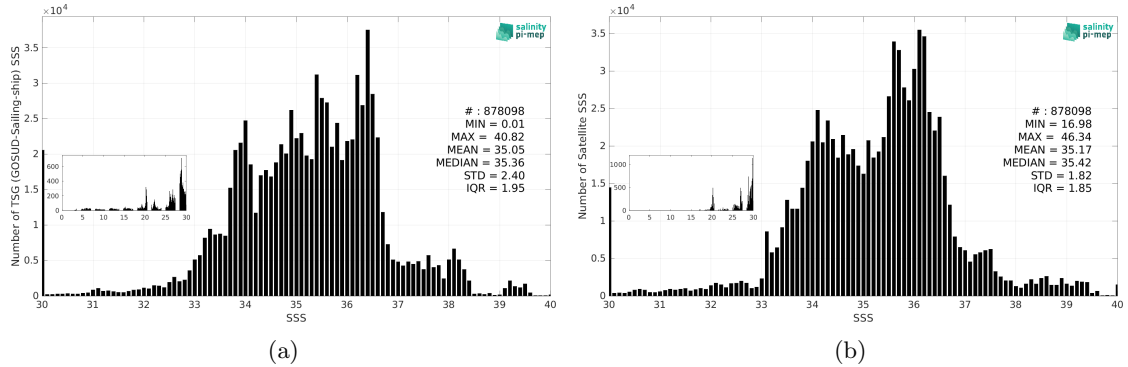 ×10⁴
3.5
3
2.5
2
1.5
1
0.5
0
Number of TSG (GOSUD-Sailing-ship) SSS
salinity
pi-mep
# : 878098
MIN = 0.01
MAX = 40.82
MEAN = 35.05
MEDIAN = 35.36
STD = 2.40
IQR = 1.95
600
400
200
0
0 5 10 15 20 25 30
30 31 32 33 34 35 36 37 38 39 40
SSS
(a)
×10⁴
3.5
3
2.5
2
1.5
1
0.5
0
Number of Satellite SSS
salinity
pi-mep
# : 878098
MIN = 16.98
MAX = 46.34
MEAN = 35.17
MEDIAN = 35.42
STD = 1.82
IQR = 1.85
1000
500
0
0 5 10 15 20 25 30
30 31 32 33 34 35 36 37 38 39 40
SSS
(b)